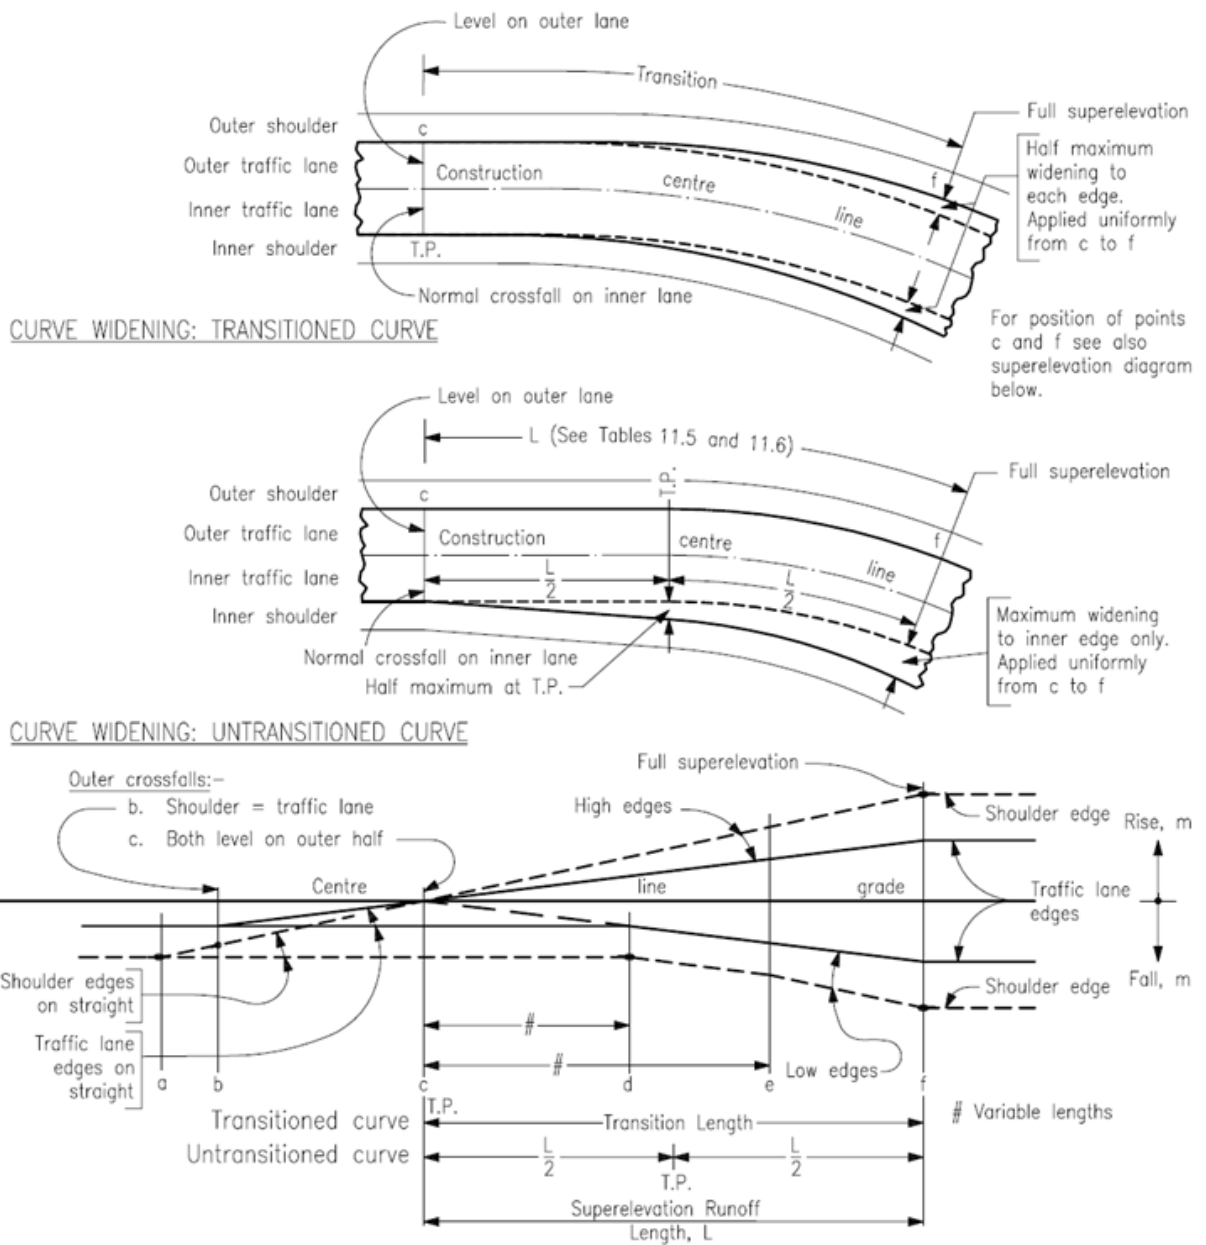 Level on outer lane
Transition
Full superelevation
Outer shoulder
c
Half maximum
widening to
each edge.
Applied uniformly
from c to f
Outer traffic lane
Construction
centre
line
f
Inner traffic lane
Inner shoulder
T.P.
Normal crossfall on inner lane
CURVE WIDENING: TRANSITIONED CURVE
For position of points
c and f see also
superelevation diagram
below.
Level on outer lane
L (See Tables 11.5 and 11.6)
Full superelevation
T.P.
Outer shoulder
c
Outer traffic lane
Construction
centre
line
f
Inner traffic lane
L
2
L
2
Inner shoulder
Maximum widening
to inner edge only.
Applied uniformly
from c to f
Normal crossfall on inner lane
Half maximum at T.P.
CURVE WIDENING: UNTRANSITIONED CURVE
Outer crossfalls:-
b. Shoulder = traffic lane
c. Both level on outer half
Full superelevation
High edges
Shoulder edge
Rise, m
Centre
line
grade
Traffic lane
edges
Shoulder edges
on straight
Shoulder edge
Fall, m
Traffic lane
edges on
straight
#
#
Low edges
a
b
c
d
e
f
T.P.
# Variable lengths
Transitioned curve
Transition Length
Untransitioned curve
L
2
L
2
T.P.
Superelevation Runoff
Length, L